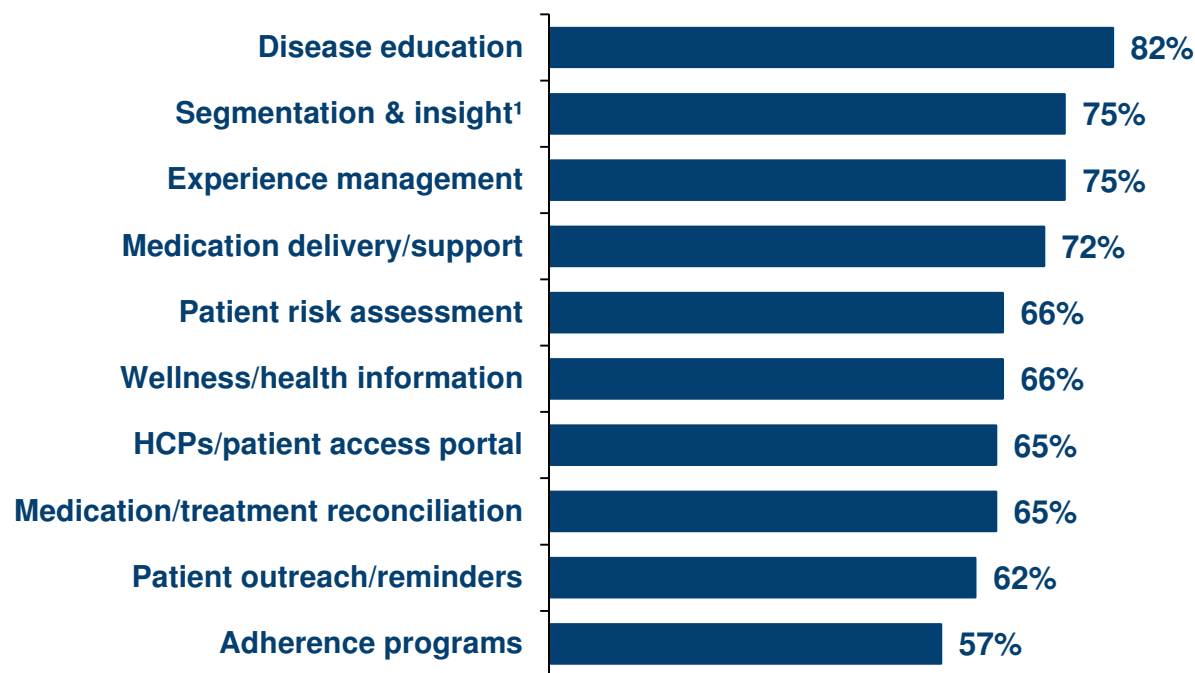 Disease education 82%
Segmentation & insight¹ 75%
Experience management 75%
Medication delivery/support 72%
Patient risk assessment 66%
Wellness/health information 66%
HCPs/patient access portal 65%
Medication/treatment reconciliation 65%
Patient outreach/reminders 62%
Adherence programs 57%